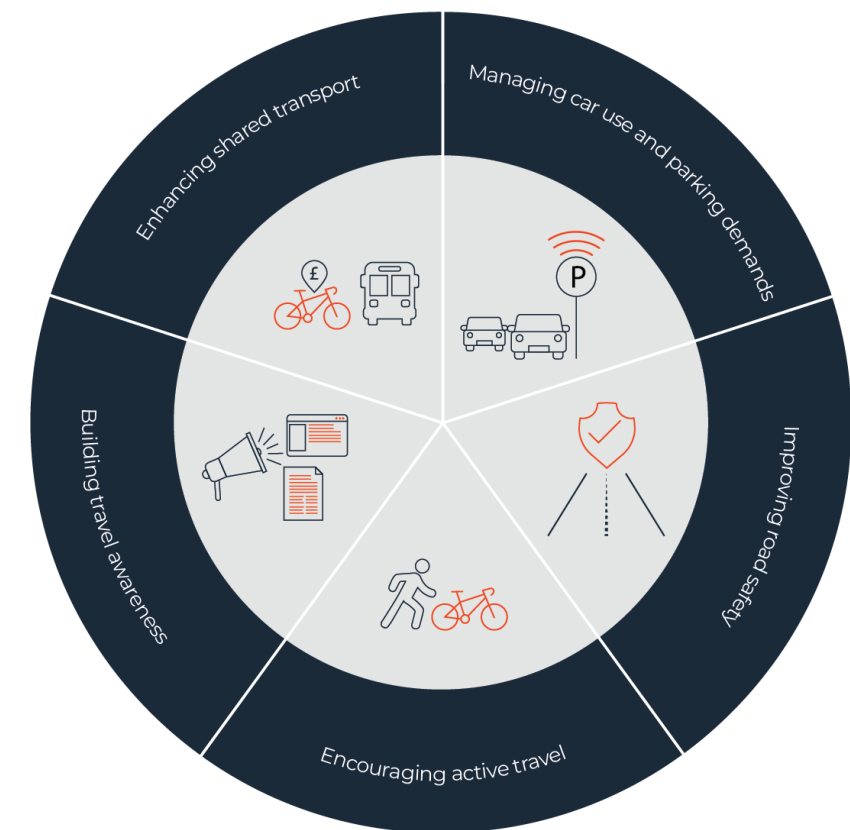 Enhancing shared transport
Managing car use and parking demands
£
P
Improving road safety
Building travel awareness
Encouraging active travel